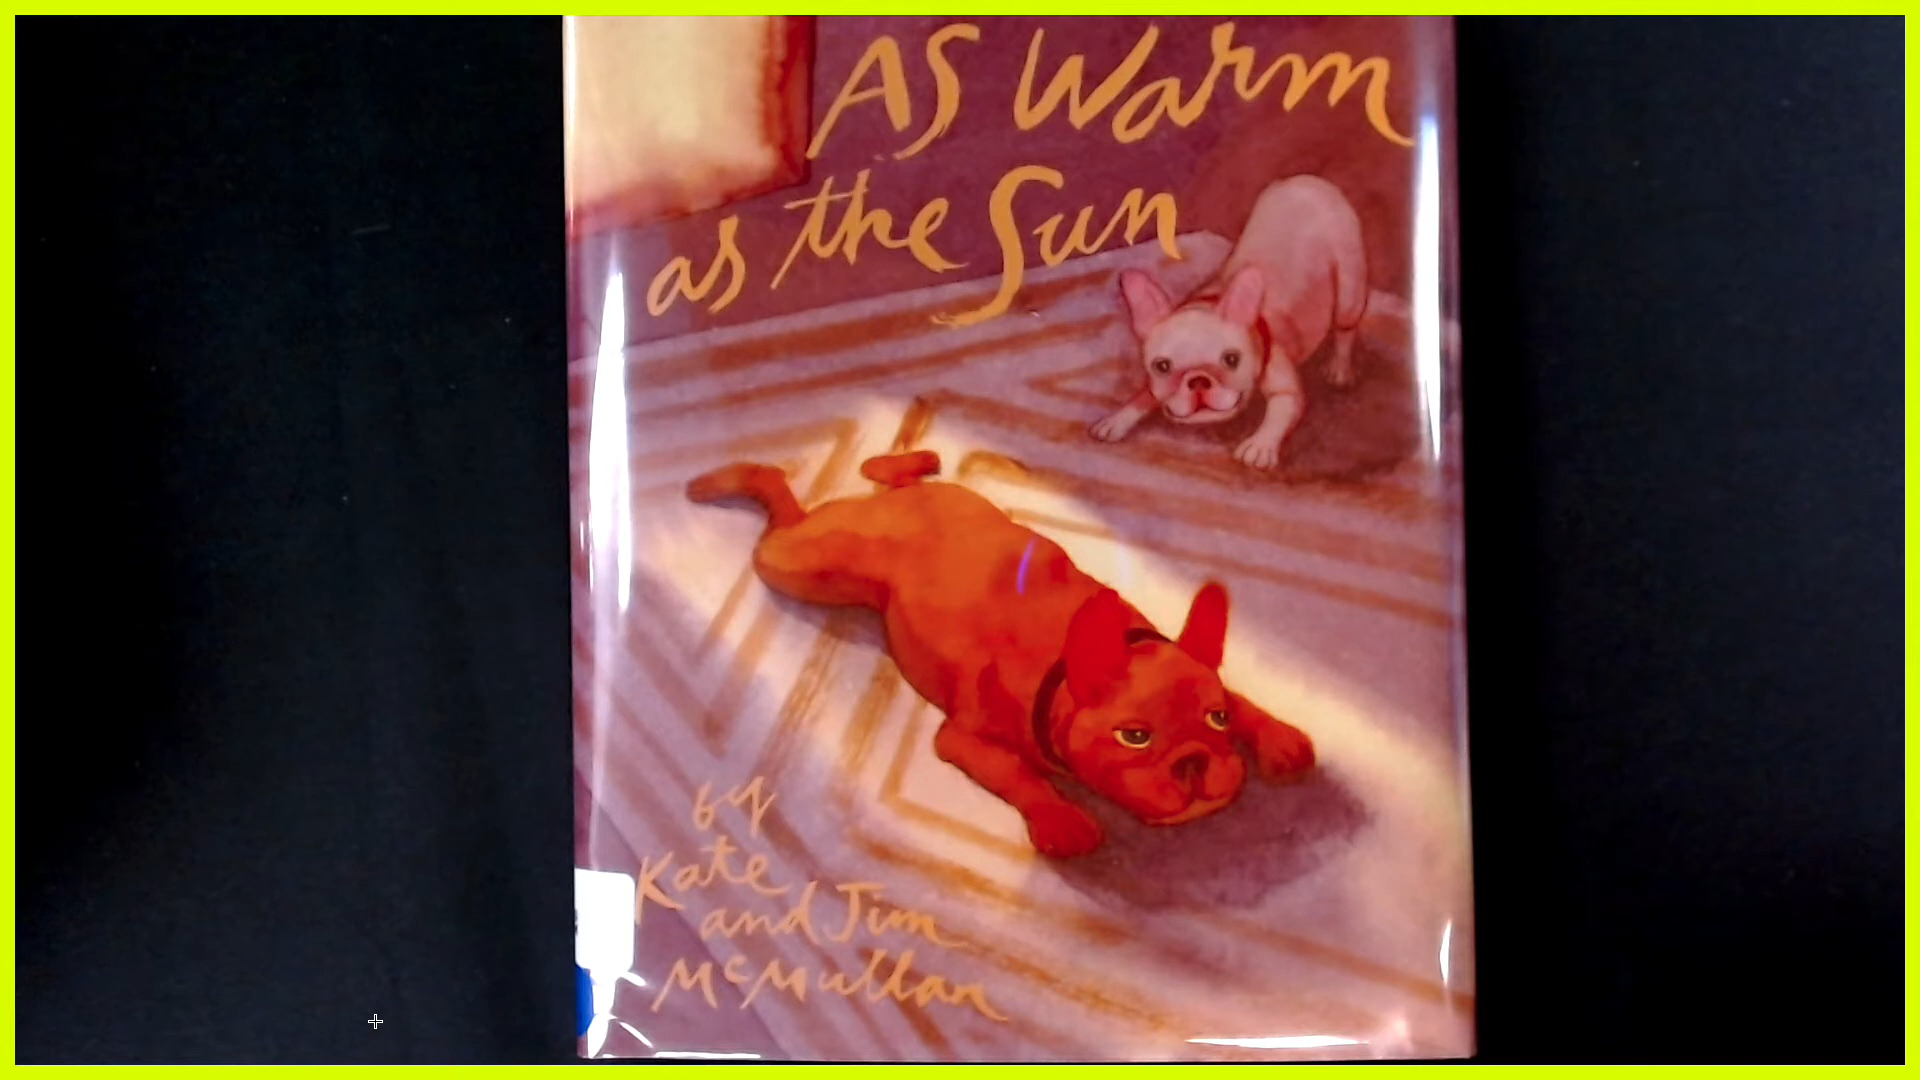 As Warm
as the Sun
by
Kate
and Jim
McMullan